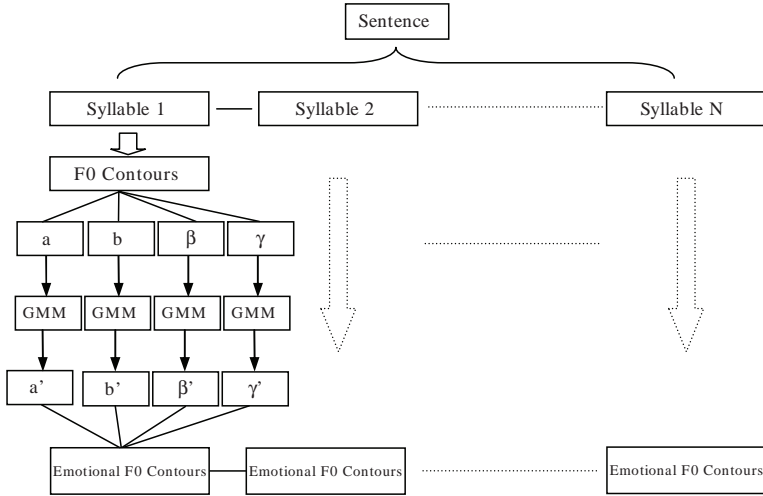 Sentence
Syllable 1
Syllable 2
Syllable N
F0 Contours
a
b
β
γ
GMM
GMM
GMM
GMM
a’
b’
β’
γ’
Emotional F0 Contours
Emotional F0 Contours
Emotional F0 Contours